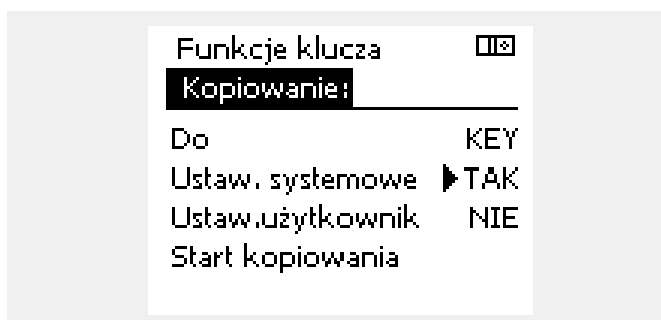 Funkcje klucza
Kopiowanie:
Do KEY
Ustaw. systemowe ▶TAK
Ustaw.użytkownik NIE
Start kopiowania